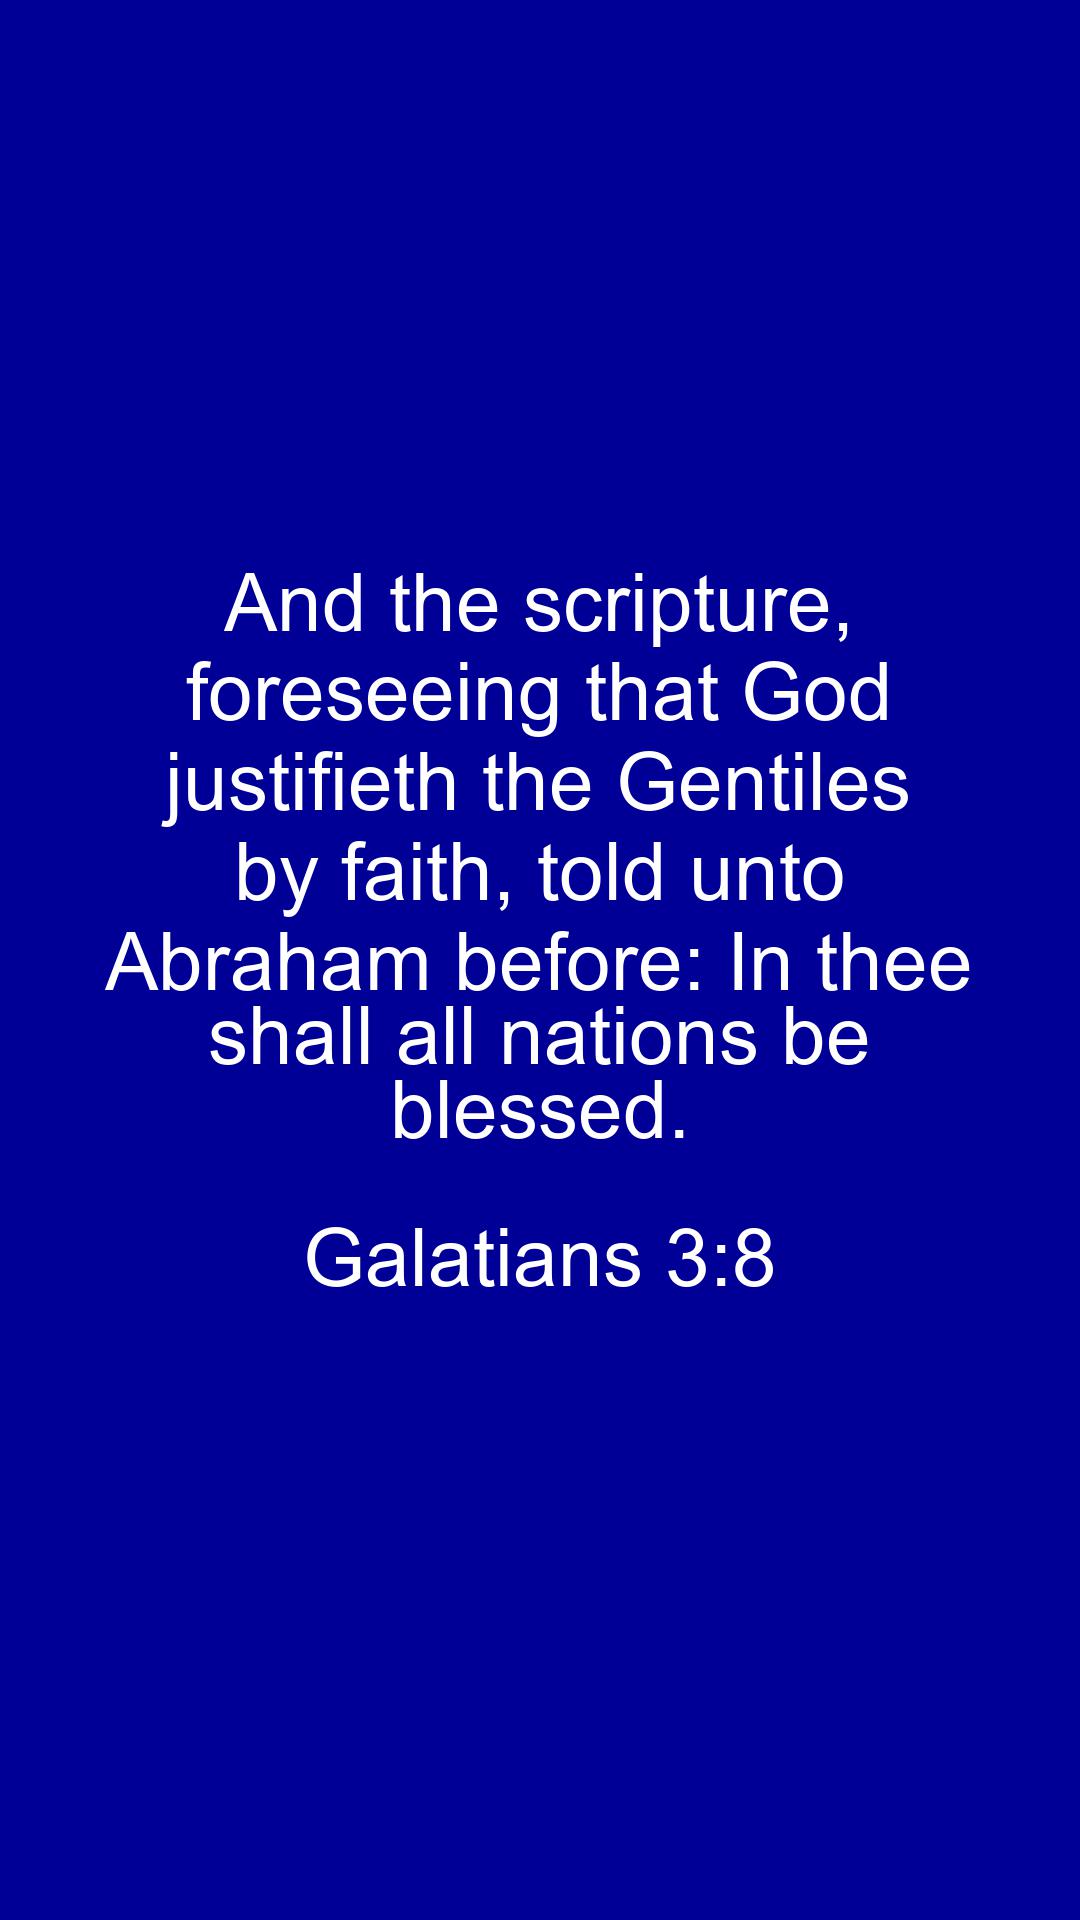 And the scripture,
foreseeing that God
justifieth the Gentiles
by faith, told unto
Abraham before: In thee
shall all nations be
blessed.
Galatians 3:8